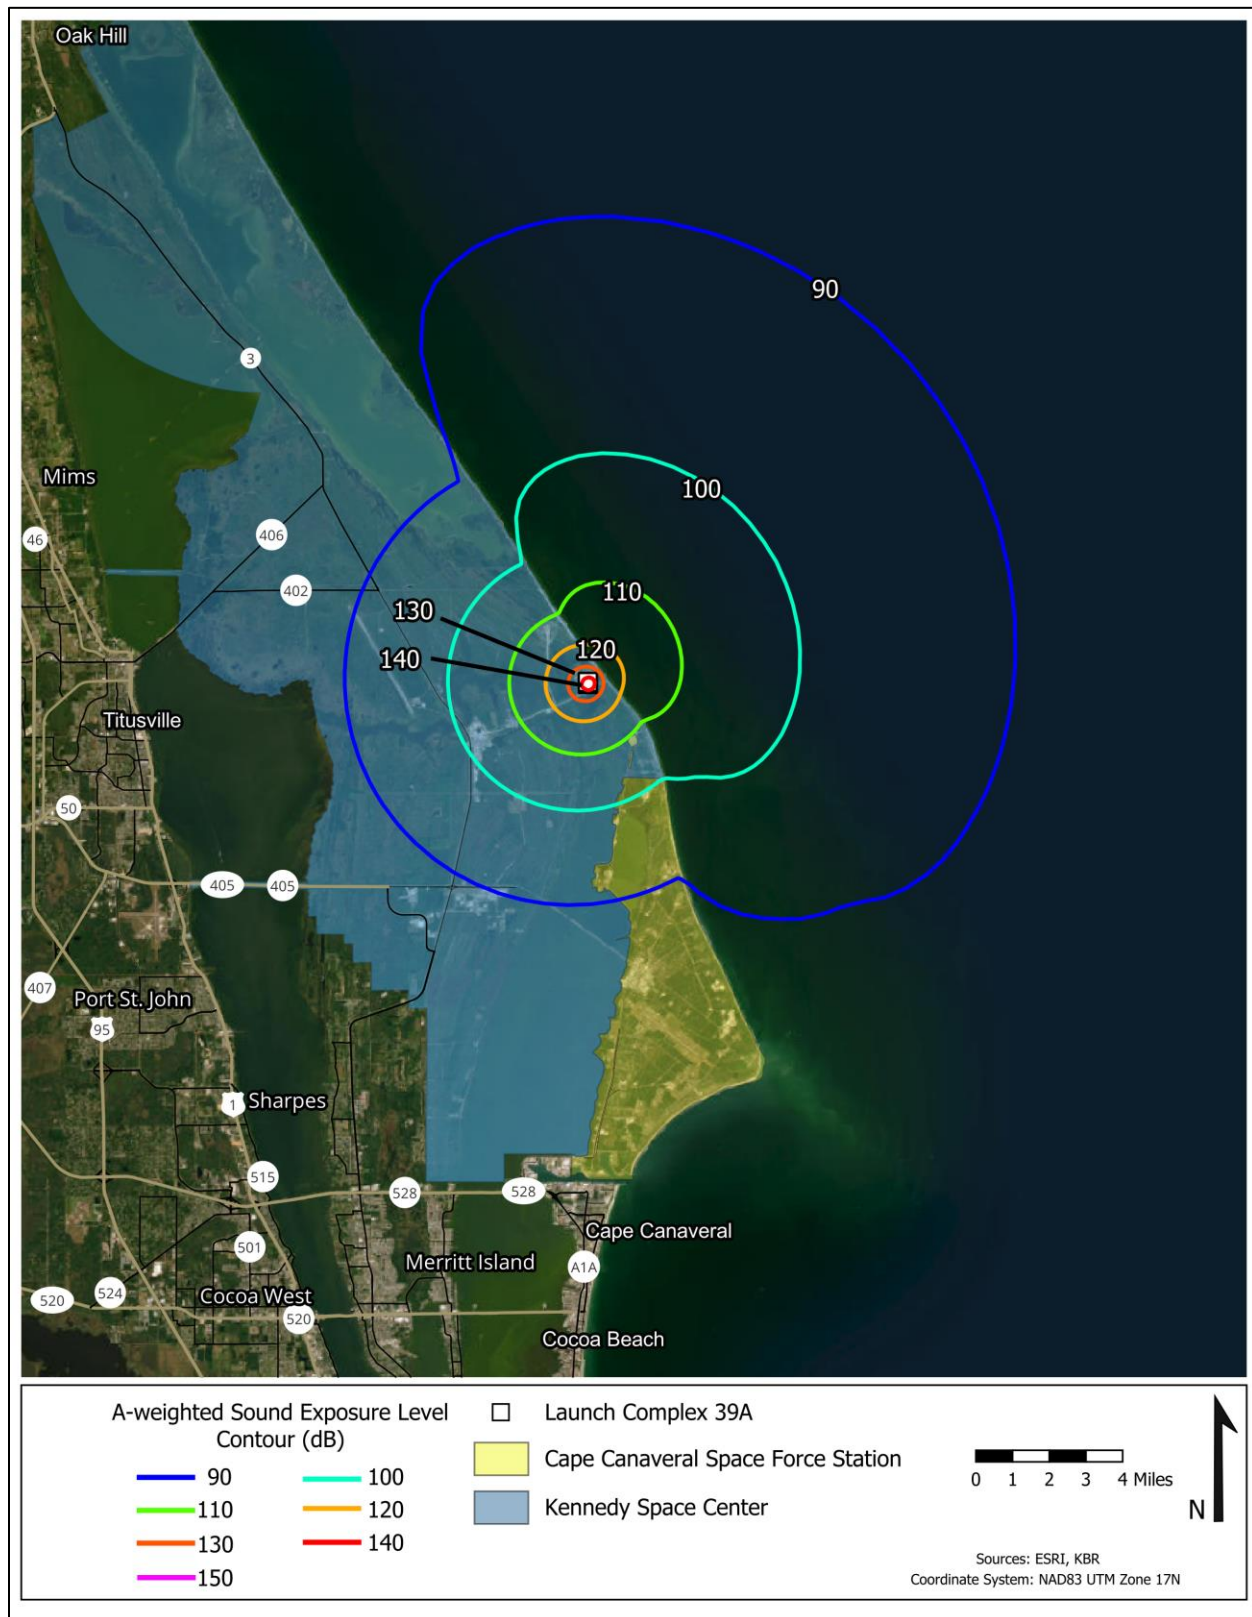 Oak Hill
90
3
Mims
100
46
406
402
130
110
120
140
Titusville
50
405
405
407
Port St. John
95
1
Sharpes
515
528
528
Cape Canaveral
501
Merritt Island
A1A
524
Cocoa West
520
520
Cocoa Beach
A-weighted Sound Exposure Level
Contour (dB)
90
100
110
120
130
140
150
Launch Complex 39A
Cape Canaveral Space Force Station
Kennedy Space Center
0 1 2 3 4 Miles
N
Sources: ESRI, KBR
Coordinate System: NAD83 UTM Zone 17N